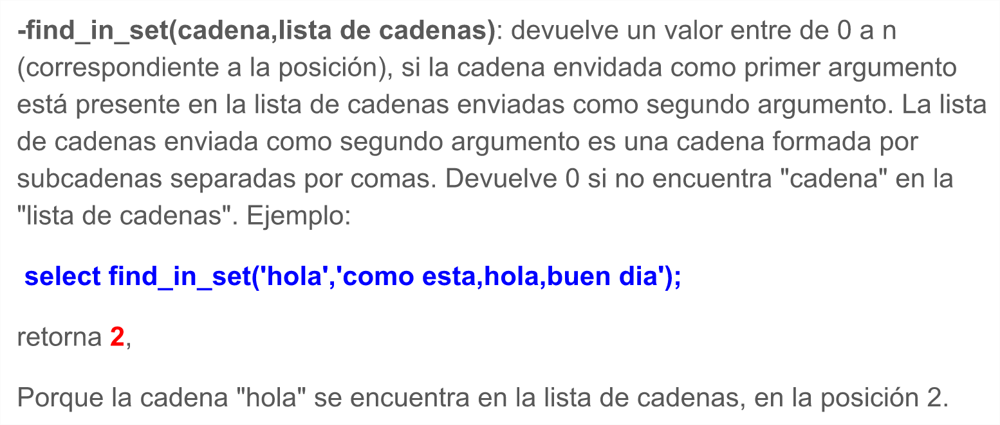 -find_in_set(cadena,lista de cadenas): devuelve un valor entre de 0 a n
(correspondiente a la posición), si la cadena envidada como primer argumento
está presente en la lista de cadenas enviadas como segundo argumento. La lista
de cadenas enviada como segundo argumento es una cadena formada por
subcadenas separadas por comas. Devuelve 0 si no encuentra "cadena" en la
"lista de cadenas". Ejemplo:
select find_in_set('hola','como esta,hola,buen dia');
retorna 2,
Porque la cadena "hola" se encuentra en la lista de cadenas, en la posición 2.